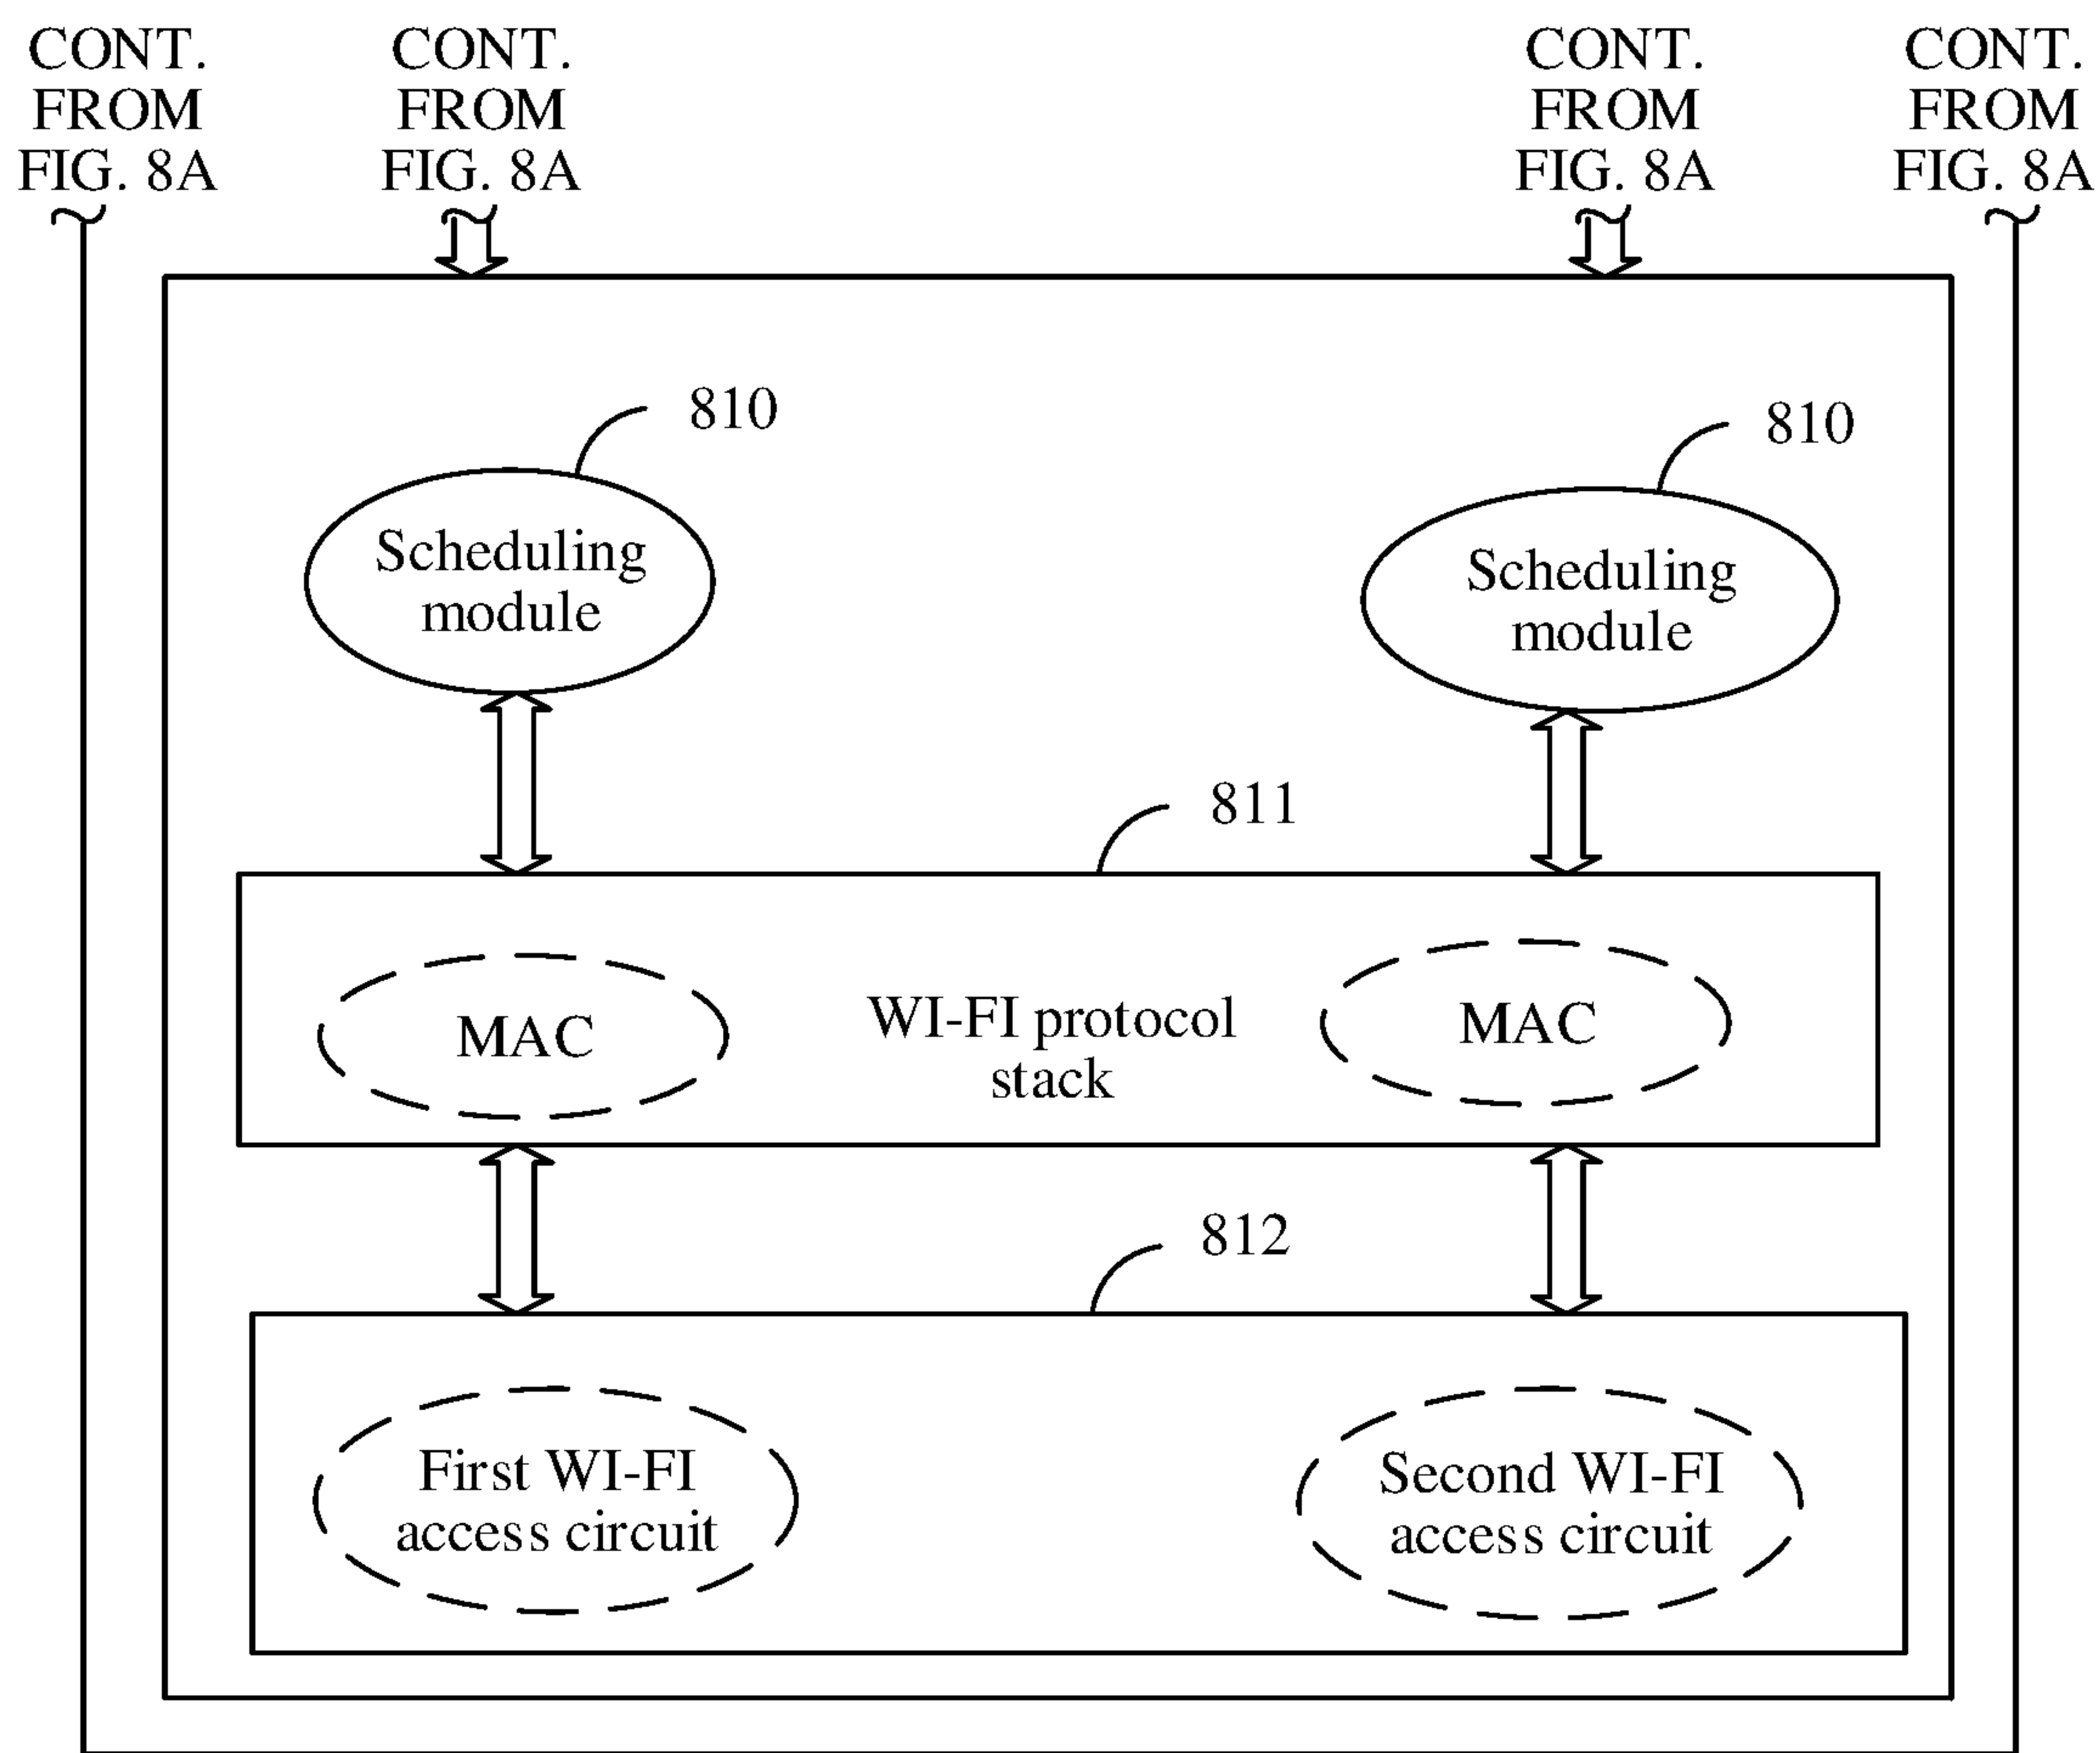 CONT.
FROM
FIG. 8A
CONT.
FROM
FIG. 8A
CONT.
FROM
FIG. 8A
CONT.
FROM
FIG. 8A
810
810
Scheduling
module
Scheduling
module
811
MAC
WI-FI protocol
stack
MAC
812
First WI-FI
access circuit
Second WI-FI
access circuit